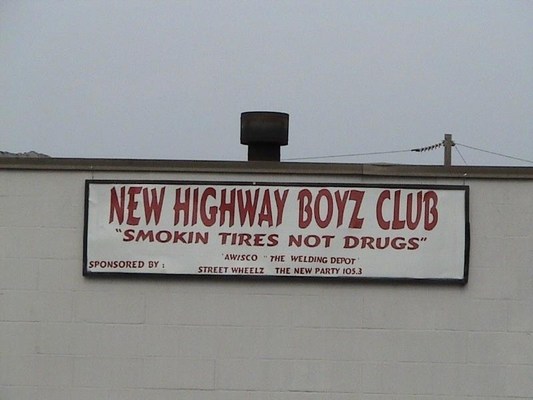 NEW HIGHWAY BOYZ CLUB
"SMOKIN TIRES NOT DRUGS"
"AWISCO "THE WELDING DEPOT"
SPONSORED BY : STREET WHEELZ THE NEW PARTY 105.3